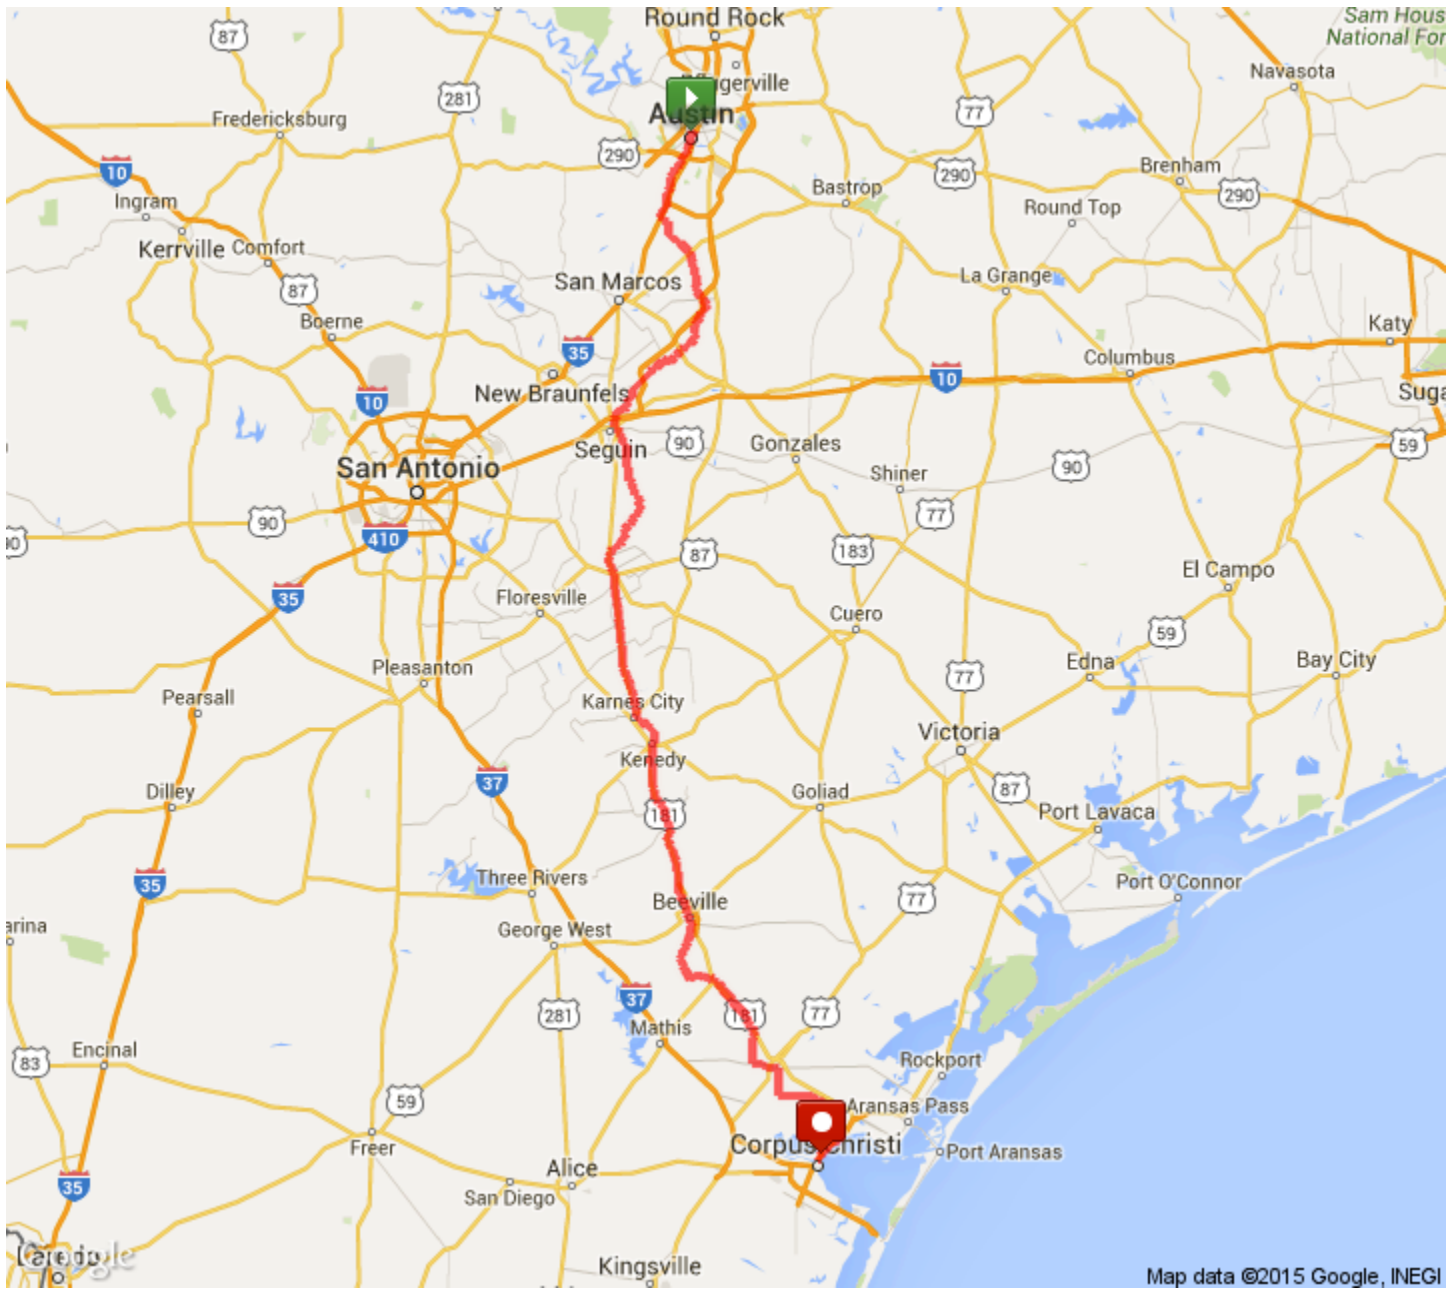 Round Rock
Sam Hous
National For
87
Navasota
281
Fredericksburg
Austin
77
290
Brenham
10
290
Bastrop
290
Ingram
Round Top
Kerrville
Comfort
La Grange
San Marcos
87
Boerne
Katy
35
Columbus
10
New Braunfels
10
Suga
Seguin
90
Gonzales
59
San Antonio
Shiner
90
90
77
410
87
183
El Campo
35
Floresville
Cuero
59
Pleasanton
77
Edna
Bay City
Pearsall
Karnes City
Victoria
Kenedy
37
Dilley
Goliad
87
Port Lavaca
181
35
Three Rivers
Port O'Connor
Beeville
77
arina
George West
37
281
181
77
Mathis
83
Encinal
Rockport
59
Aransas Pass
Freer
Corpus Christi
Port Aransas
Alice
35
San Diego
Laredo
Google
Kingsville
Map data ©2015 Google, INEGI